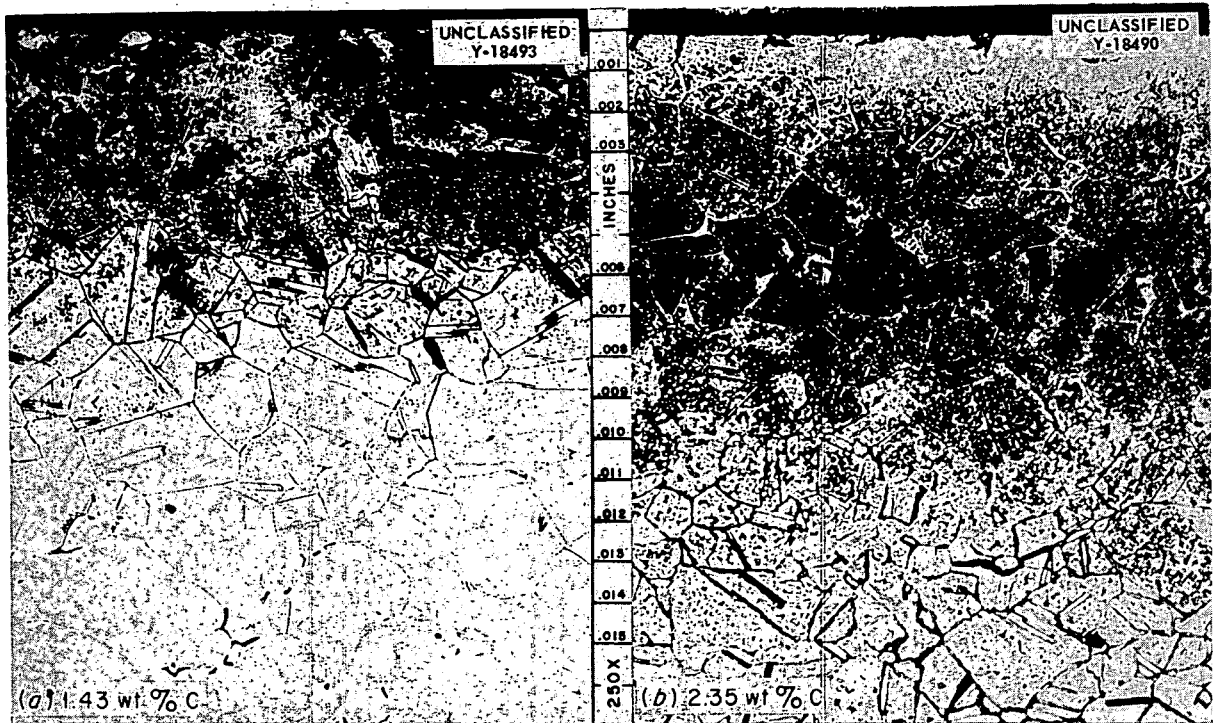 UNCLASSIFIED
Y-18493
UNCLASSIFIED
Y-18490
.001
.002
.003
INCHES
.006
.007
.008
.009
.010
.011
.012
.013
.014
.015
250X
(a) 1.43 wt. % C
(b) 2.35 wt % C